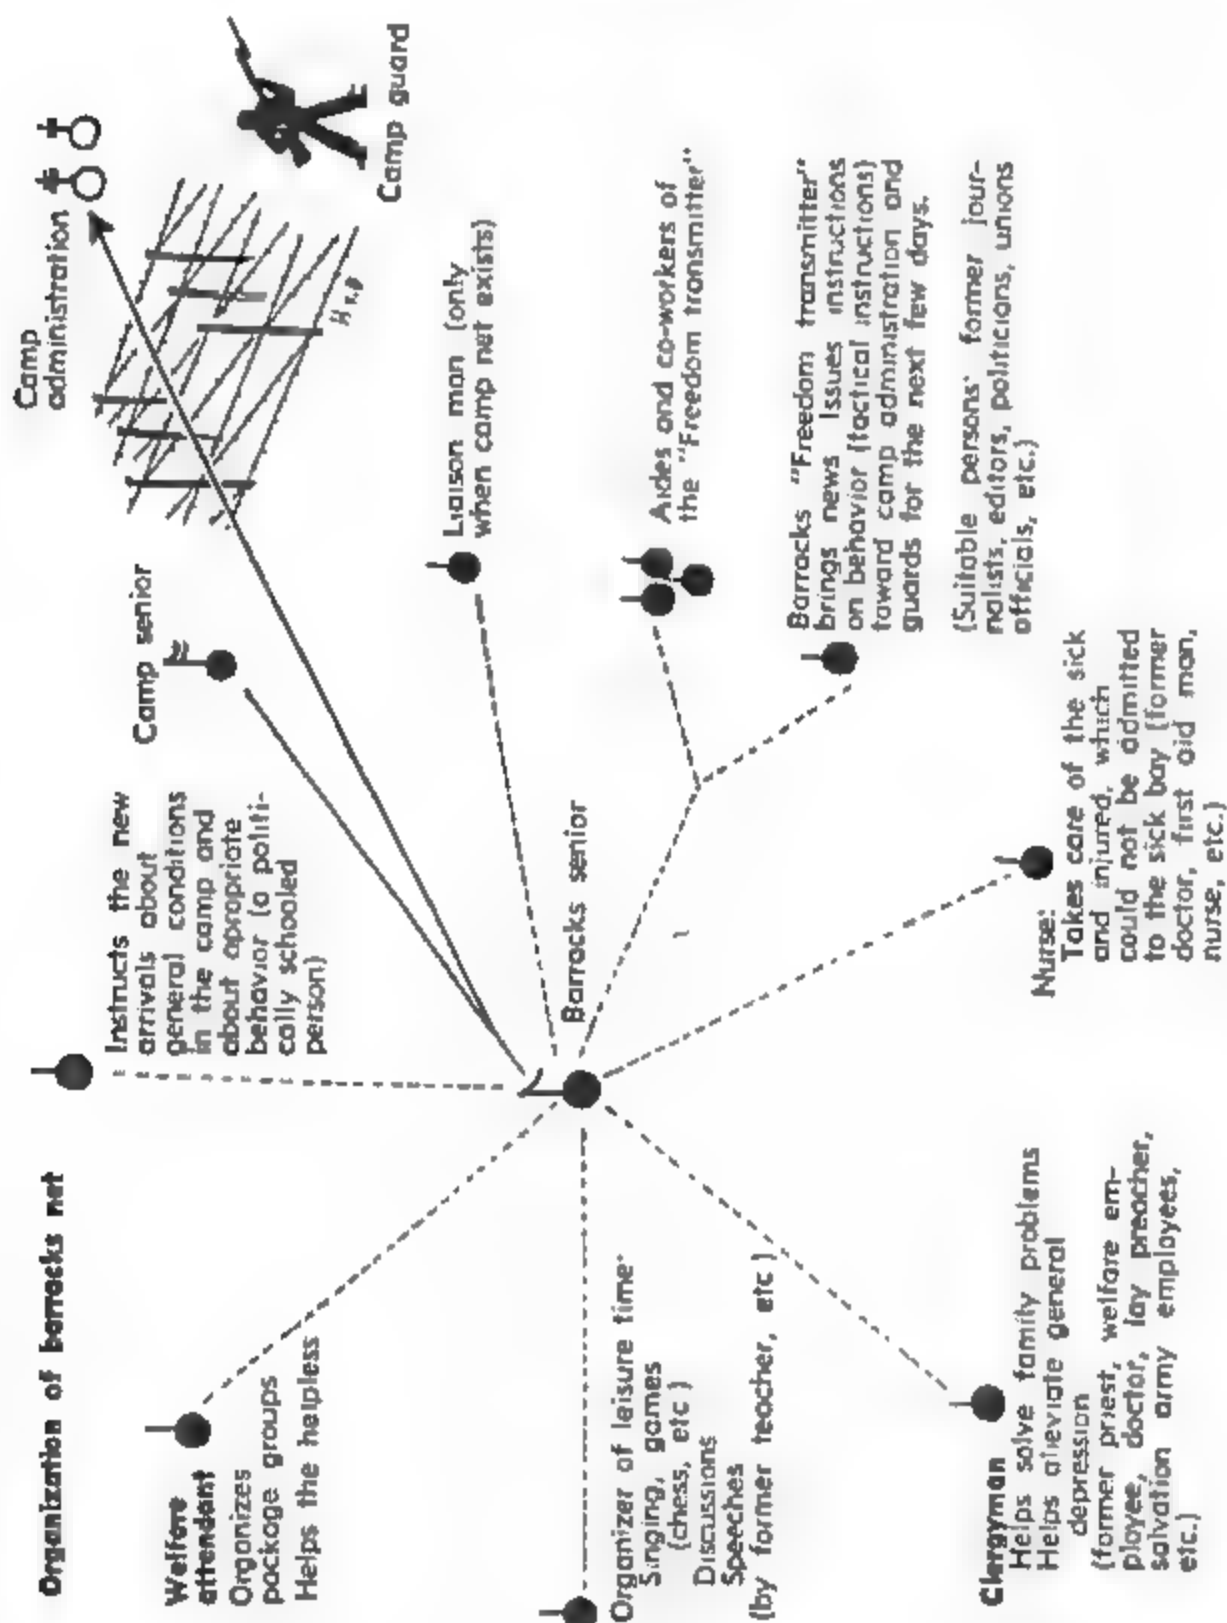 Organization of barracks net
Instructs the new
arrivals about
general conditions
in the camp and
about apropriate
behavior (a politi-
cally schooled
person)
Camp senior
Camp
administration
Camp guard
Liaison man (only
when camp net exists)
Aides and co-workers of
the "Freedom transmitter"
Barracks "Freedom transmitter"
brings news Issues instructions
on behavior (tactical instructions)
toward camp administration and
guards for the next few days.
(Suitable persons: former jour-
nalists, editors, politicians, unions
officials, etc.)
Barracks senior
Nurse:
Takes care of the sick
and injured, which
could not be admitted
to the sick bay (former
doctor, first aid man,
nurse, etc.)
Welfare
attendant
Organizes
package groups
Helps the helpless
Organizer of leisure time:
Singing, games
(chess, etc )
Discussions
Speeches
(by former teacher, etc )
Clergyman
Helps solve family problems
Helps alleviate general
depression
(former priest, welfare em-
ployee, doctor, lay preacher,
salvation army employee,
etc.)